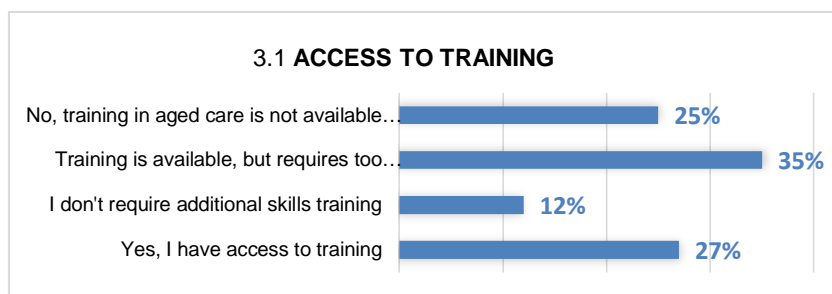 3.1 ACCESS TO TRAINING
No, training in aged care is not available…
25%
Training is available, but requires too…
35%
I don't require additional skills training
12%
Yes, I have access to training
27%